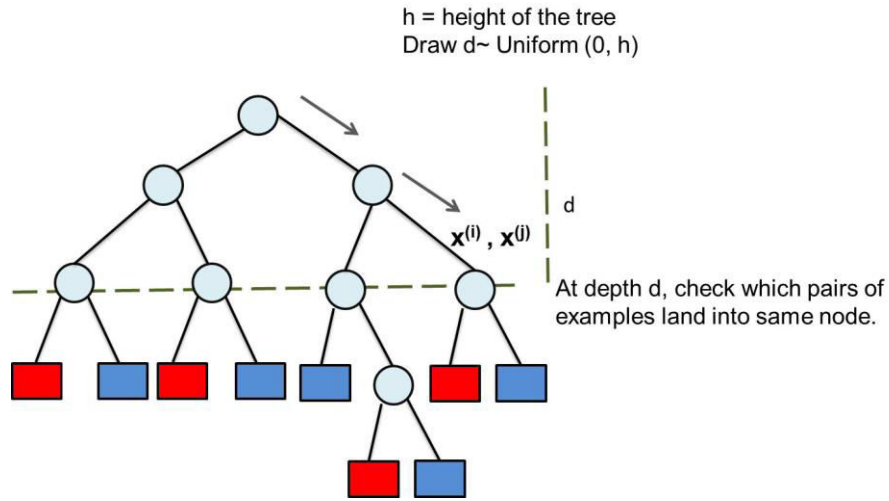 h = height of the tree
Draw d~ Uniform (0, h)
d
x^(i) , x^(j)
At depth d, check which pairs of
examples land into same node.